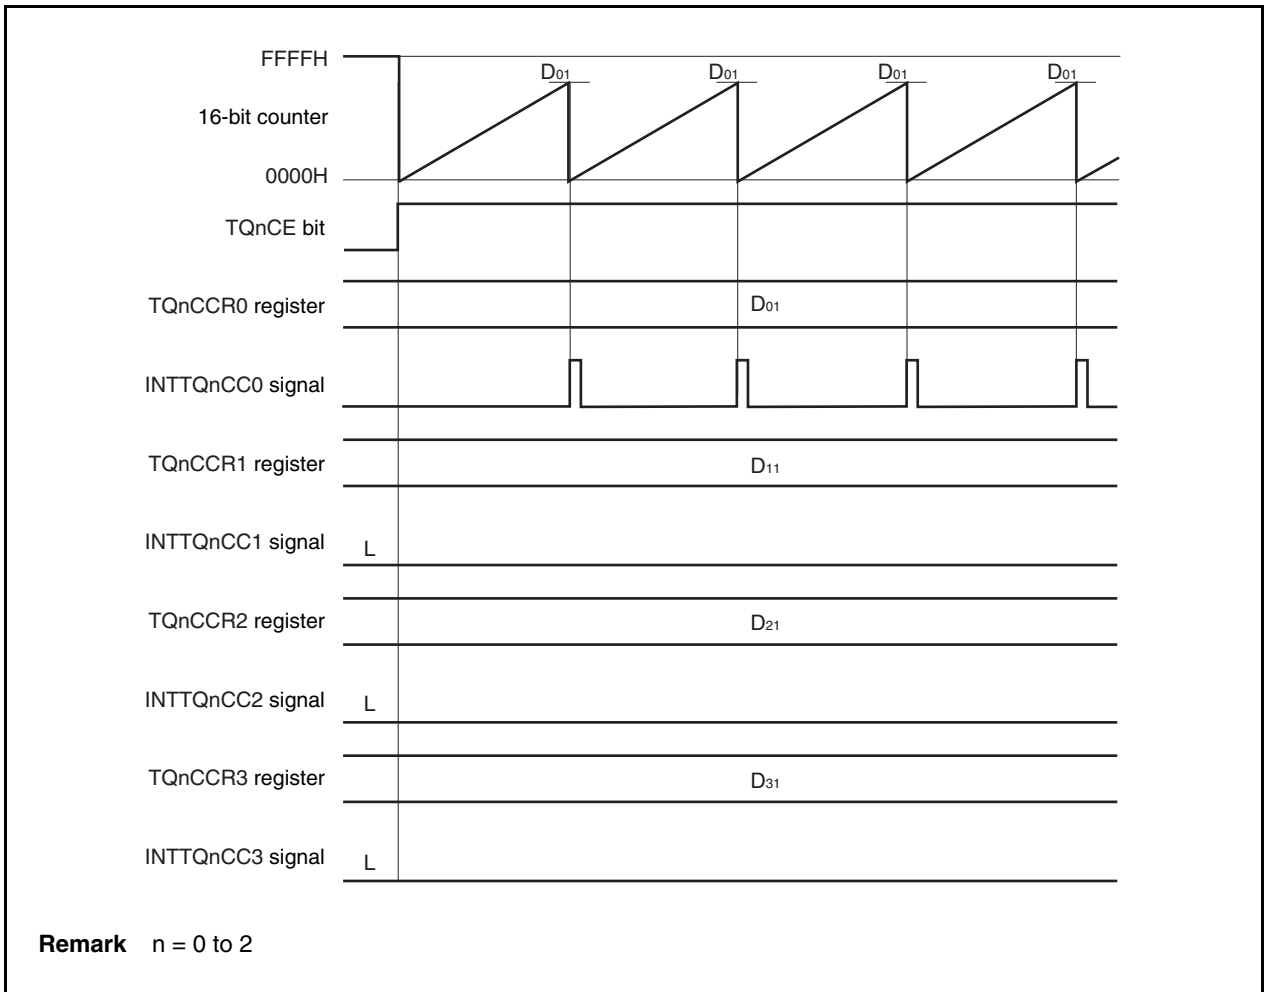 FFFFH
D01 D01 D01 D01
16-bit counter
0000H
TQnCE bit
TQnCCR0 register D01
INTTQnCC0 signal
TQnCCR1 register D11
INTTQnCC1 signal L
TQnCCR2 register D21
INTTQnCC2 signal L
TQnCCR3 register D31
INTTQnCC3 signal L
Remark n = 0 to 2